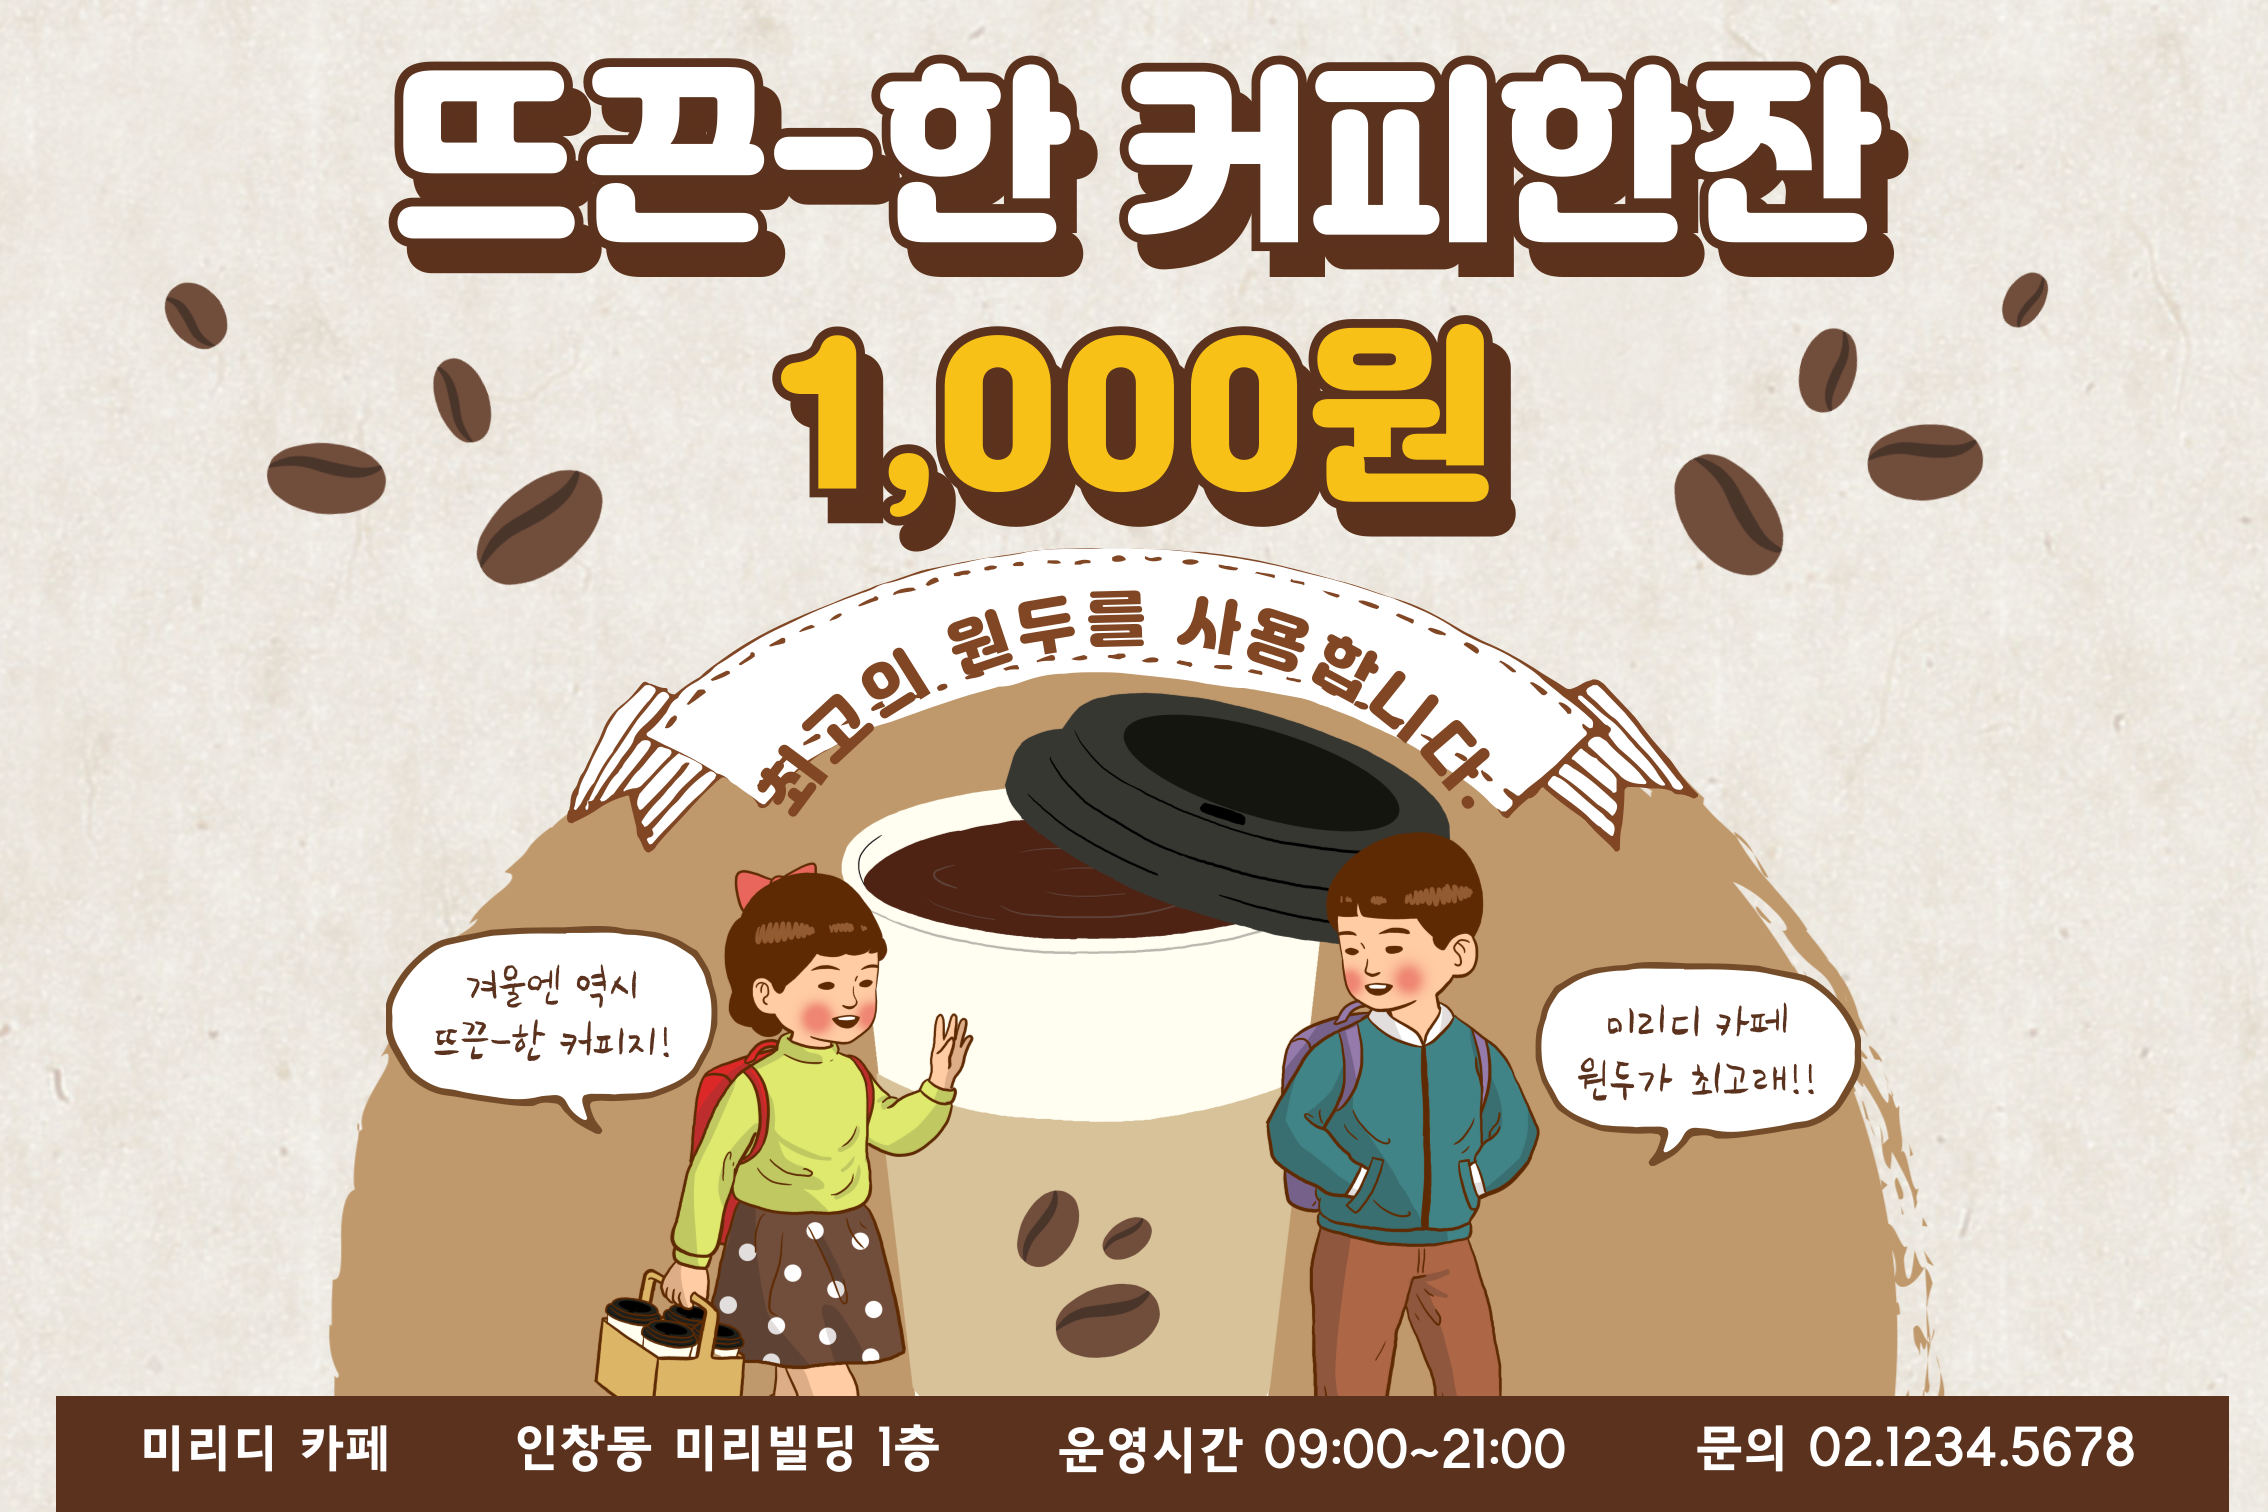 뜨끈-한 커피한잔
1,000원
최고의 원두를 사용합니다.
겨울엔 역시
뜨끈-한 커피지!
미리디 카페
원두가 최고래!!
미리디 카페
인창동 미리빌딩 1층
운영시간 09:00~21:00
문의 02.1234.5678